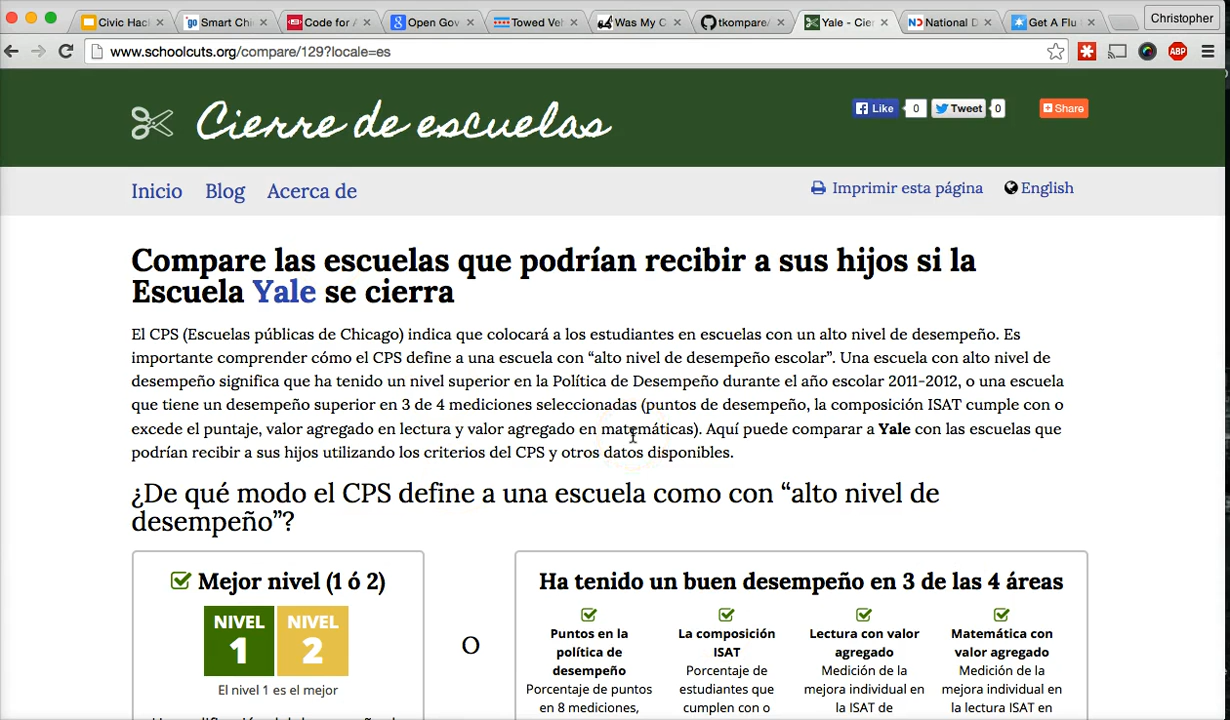 Civic Hack
Smart Chi
Code for A
Open Gov
Towed Veh
Was My C
tkompare/
Yale - Cier
National D
Get A Flu
Christopher
www.schoolcuts.org/compare/129?locale=es
ABP
Cierre de escuelas
Like 0 Tweet 0 Share
Inicio Blog Acerca de
Imprimir esta página English
Compare las escuelas que podrían recibir a sus hijos si la
Escuela Yale se cierra
El CPS (Escuelas públicas de Chicago) indica que colocará a los estudiantes en escuelas con un alto nivel de desempeño. Es
importante comprender cómo el CPS define a una escuela con “alto nivel de desempeño escolar”. Una escuela con alto nivel de
desempeño significa que ha tenido un nivel superior en la Política de Desempeño durante el año escolar 2011-2012, o una escuela
que tiene un desempeño superior en 3 de 4 mediciones seleccionadas (puntos de desempeño, la composición ISAT cumple con o
excede el puntaje, valor agregado en lectura y valor agregado en matemáticas). Aquí puede comparar a Yale con las escuelas que
podrían recibir a sus hijos utilizando los criterios del CPS y otros datos disponibles.
¿De qué modo el CPS define a una escuela como con “alto nivel de
desempeño”?
Mejor nivel (1 ó 2)
NIVEL NIVEL
1 2
El nivel 1 es el mejor
O
Ha tenido un buen desempeño en 3 de las 4 áreas
Puntos en la
política de
desempeño
Porcentaje de puntos
en 8 mediciones,
La composición
ISAT
Porcentaje de
estudiantes que
cumplen con o
Lectura con valor
agregado
Medición de la
mejora individual en
la ISAT de
Matemática con
valor agregado
Medición de la
mejora individual en
la lectura ISAT en